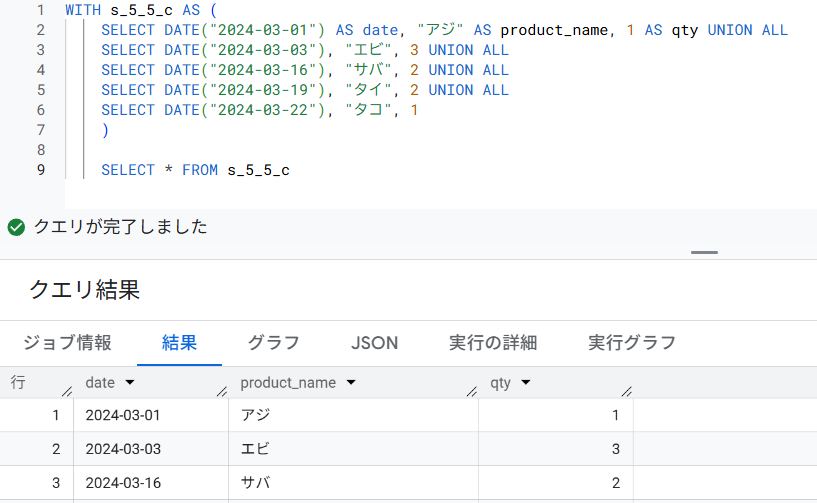 1 WITH s_5_5_c AS (
2 SELECT DATE("2024-03-01") AS date, "アジ" AS product_name, 1 AS qty UNION ALL
3 SELECT DATE("2024-03-03"), "エビ", 3 UNION ALL
4 SELECT DATE("2024-03-16"), "サバ", 2 UNION ALL
5 SELECT DATE("2024-03-19"), "タイ", 2 UNION ALL
6 SELECT DATE("2024-03-22"), "タコ", 1
7 )
8
9 SELECT * FROM s_5_5_c
クエリが完了しました
クエリ結果
ジョブ情報 結果 グラフ JSON 実行の詳細 実行グラフ
行 date product_name qty
1 2024-03-01 アジ 1
2 2024-03-03 エビ 3
3 2024-03-16 サバ 2